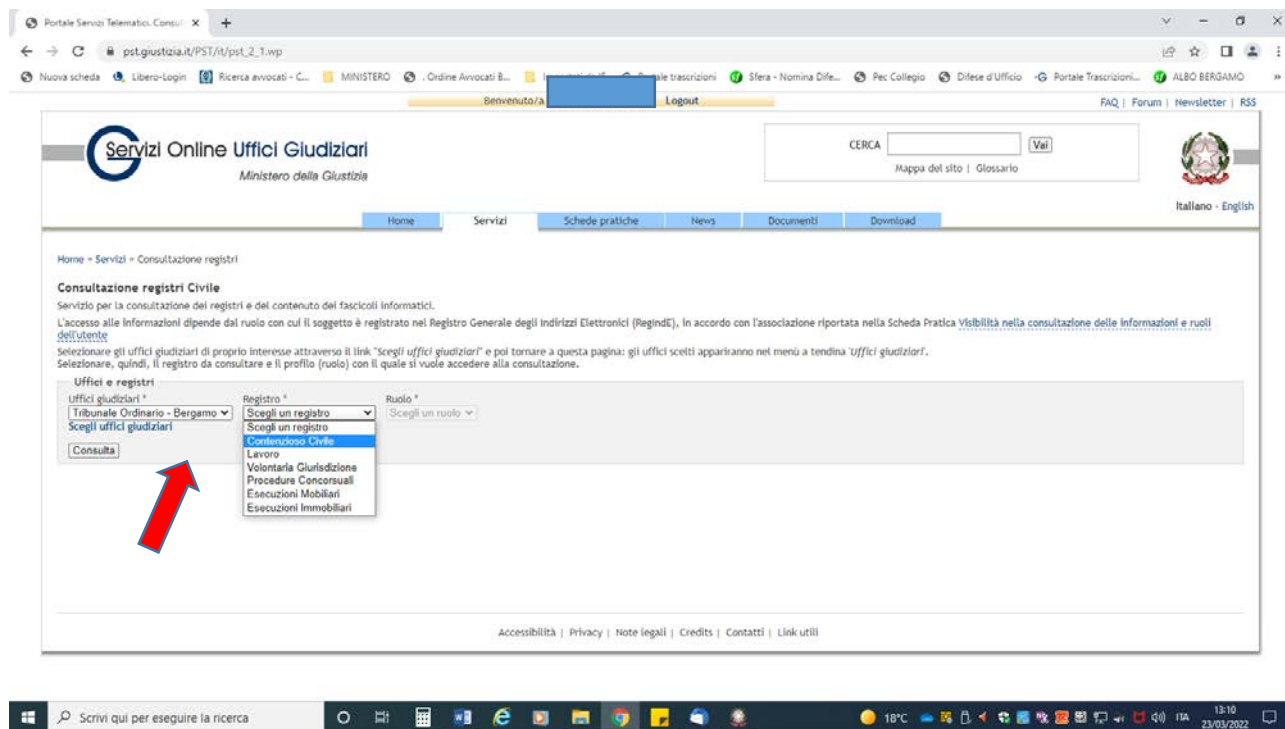 Portale Servizi Telematici. Consul
pst.giustizia.it/PST/it/pst_2_1.wp
Nuova scheda Libero-Login Ricerca avvocati - C... MINISTERO . Ordine Avvocati B... Portale trascrizioni Sfera - Nomina Dife... Pec Collegio Difese d'Ufficio Portale Trascrizioni... ALBO BERGAMO »
Benvenuto/a Logout
FAQ | Forum | Newsletter | RSS
Servizi Online Uffici Giudiziari
Ministero della Giustizia
CERCA Vai
Mappa del sito | Glossario
Italiano - English
Home Servizi Schede pratiche News Documenti Download
Home » Servizi » Consultazione registri
Consultazione registri Civile
Servizio per la consultazione dei registri e del contenuto dei fascicoli informatici.
L'accesso alle informazioni dipende dal ruolo con cui il soggetto è registrato nel Registro Generale degli Indirizzi Elettronici (RegIndE), in accordo con l'associazione riportata nella Scheda Pratica Visibilità nella consultazione delle informazioni e ruoli
dell'utente
Selezionare gli uffici giudiziari di proprio interesse attraverso il link "Scegli uffici giudiziari" e poi tornare a questa pagina: gli uffici scelti appariranno nel menù a tendina 'Uffici giudiziari'.
Selezionare, quindi, il registro da consultare e il profilo (ruolo) con il quale si vuole accedere alla consultazione.
Uffici e registri
Uffici giudiziari * Registro * Ruolo *
Tribunale Ordinario - Bergamo Scegli un registro Scegli un ruolo
Scegli uffici giudiziari
Consulta
Scegli un registro
Contenzioso Civile
Lavoro
Volontaria Giurisdizione
Procedure Concorsuali
Esecuzioni Mobiliari
Esecuzioni Immobiliari
Accessibilità | Privacy | Note legali | Credits | Contatti | Link utili
Scrivi qui per eseguire la ricerca
18°C ITA 13:10
23/03/2022